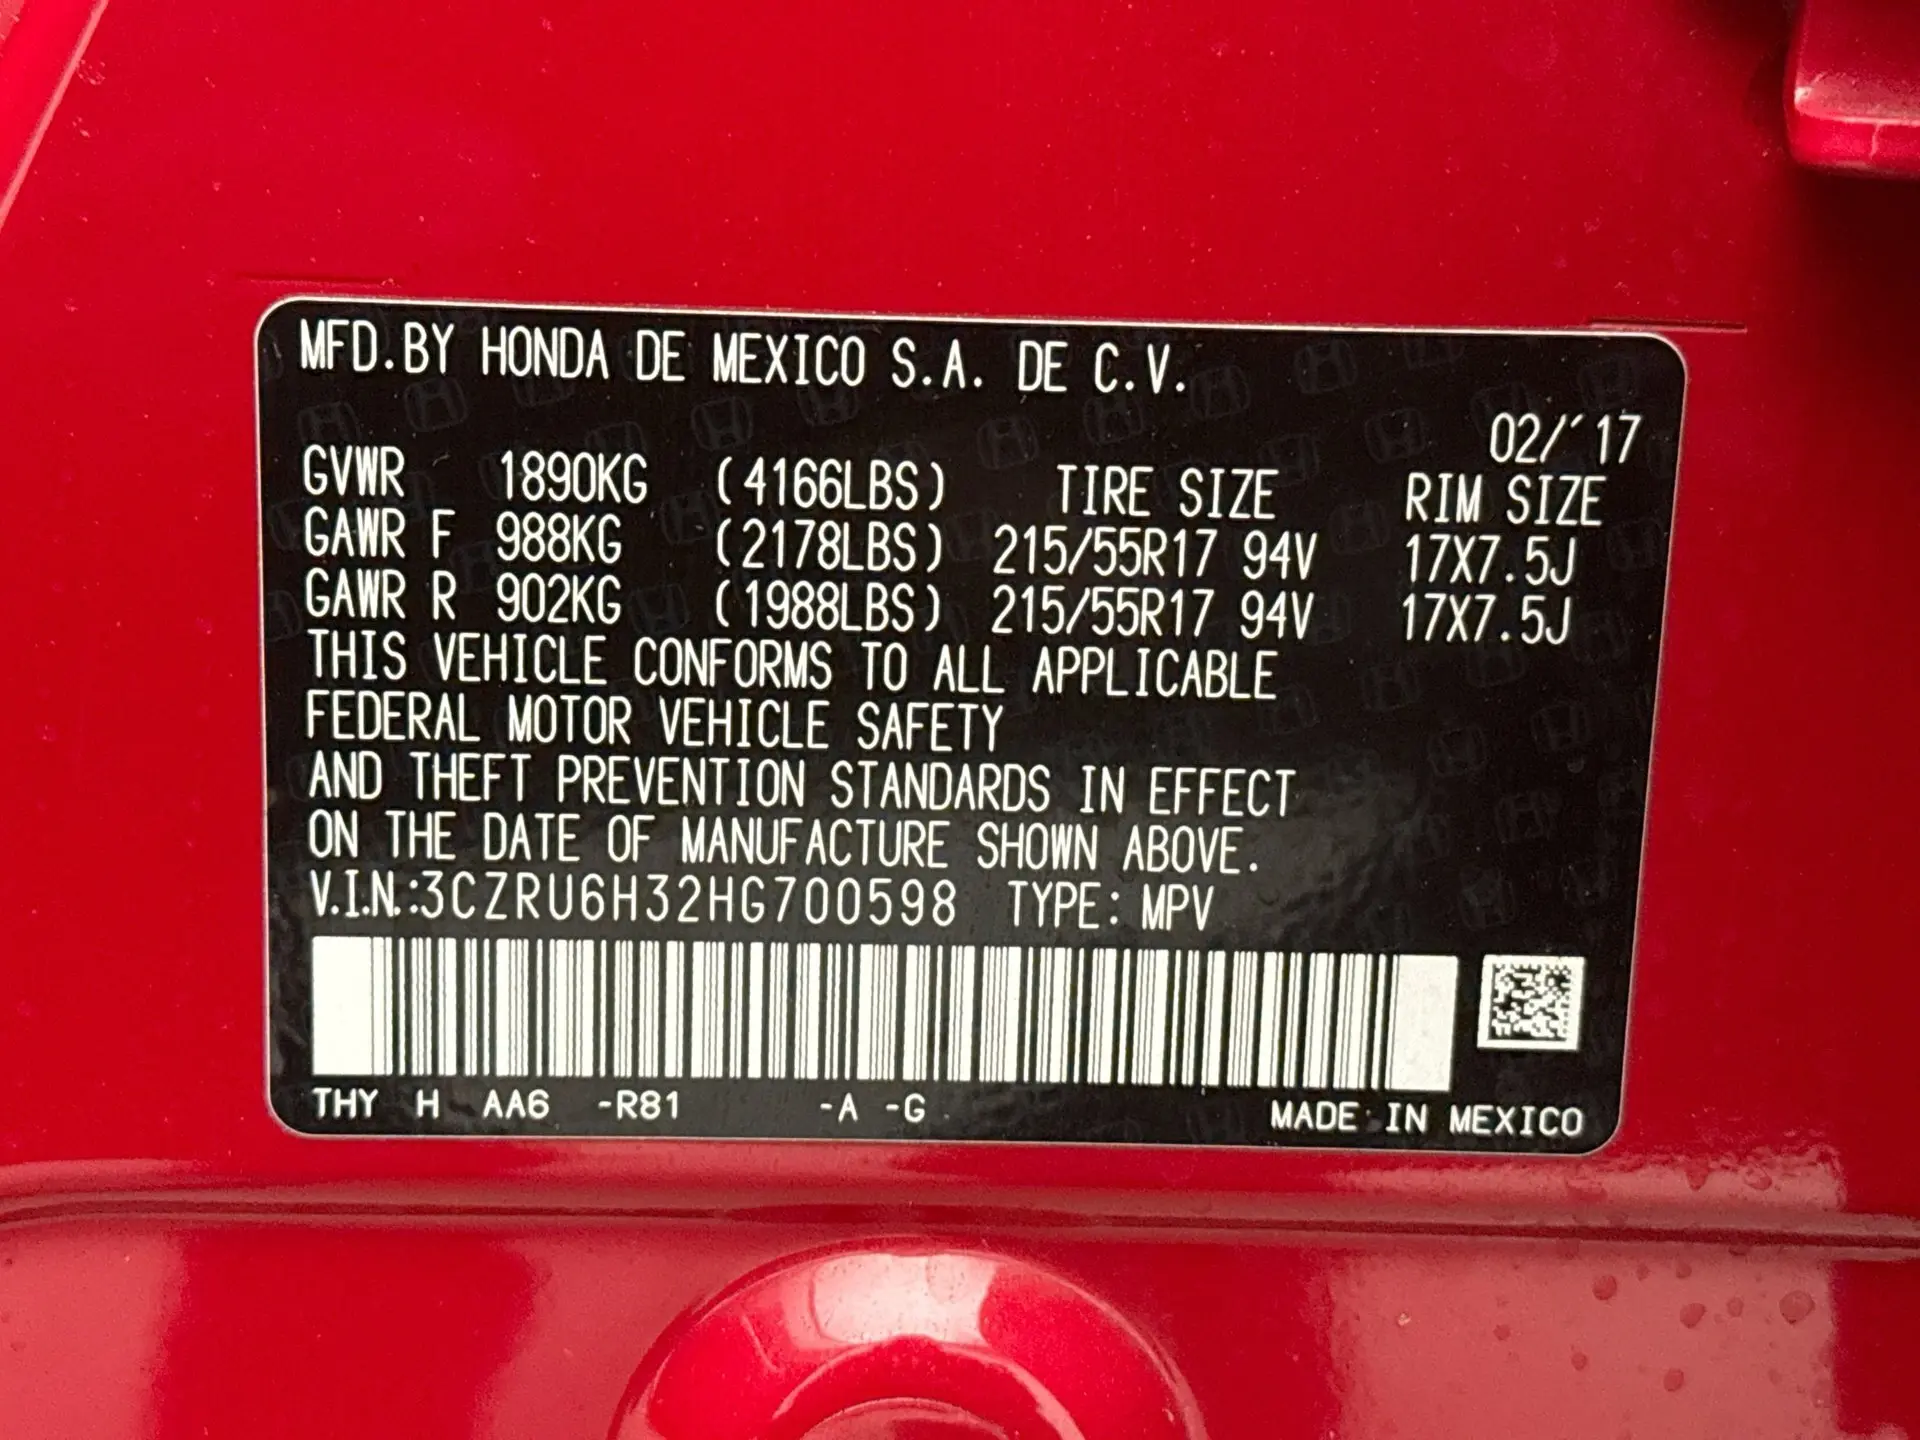 MFD.BY HONDA DE MEXICO S.A. DE C.V.
02/´17
GVWR 1890KG (4166LBS) TIRE SIZE RIM SIZE
GAWR F 988KG (2178LBS) 215/55R17 94V 17X7.5J
GAWR R 902KG (1988LBS) 215/55R17 94V 17X7.5J
THIS VEHICLE CONFORMS TO ALL APPLICABLE
FEDERAL MOTOR VEHICLE SAFETY
AND THEFT PREVENTION STANDARDS IN EFFECT
ON THE DATE OF MANUFACTURE SHOWN ABOVE.
V.I.N.:3CZRU6H32HG700598 TYPE: MPV
THY H AA6 -R81 -A -G MADE IN MEXICO